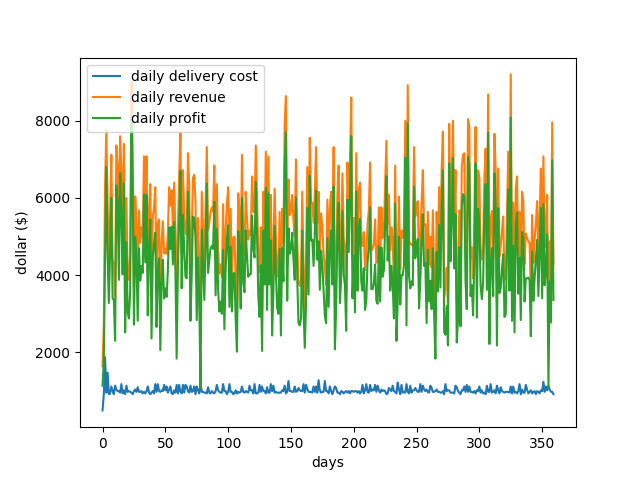 daily delivery cost
daily revenue
daily profit
8000
6000
4000
2000
dollar ($)
0 50 100 150 200 250 300 350
days